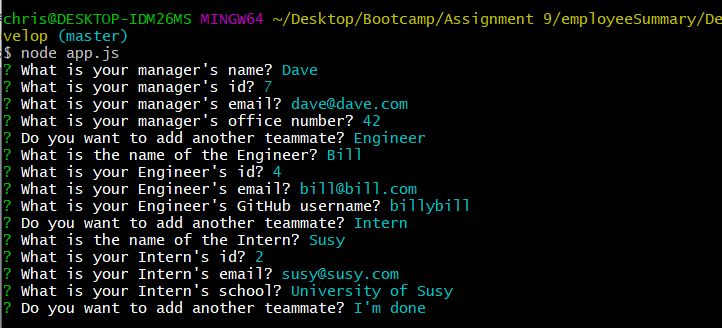 chris@DESKTOP-IDM26MS MINGW64 ~/Desktop/Bootcamp/Assignment 9/employeeSummary/De
velop (master)
$ node app.js
? What is your manager's name? Dave
? What is your manager's id? 7
? What is your manager's email? dave@dave.com
? What is your manager's office number? 42
? Do you want to add another teammate? Engineer
? What is the name of the Engineer? Bill
? What is your Engineer's id? 4
? What is your Engineer's email? bill@bill.com
? What is your Engineer's GitHub username? billybill
? Do you want to add another teammate? Intern
? What is the name of the Intern? Susy
? What is your Intern's id? 2
? What is your Intern's email? susy@susy.com
? What is your Intern's school? University of Susy
? Do you want to add another teammate? I'm done